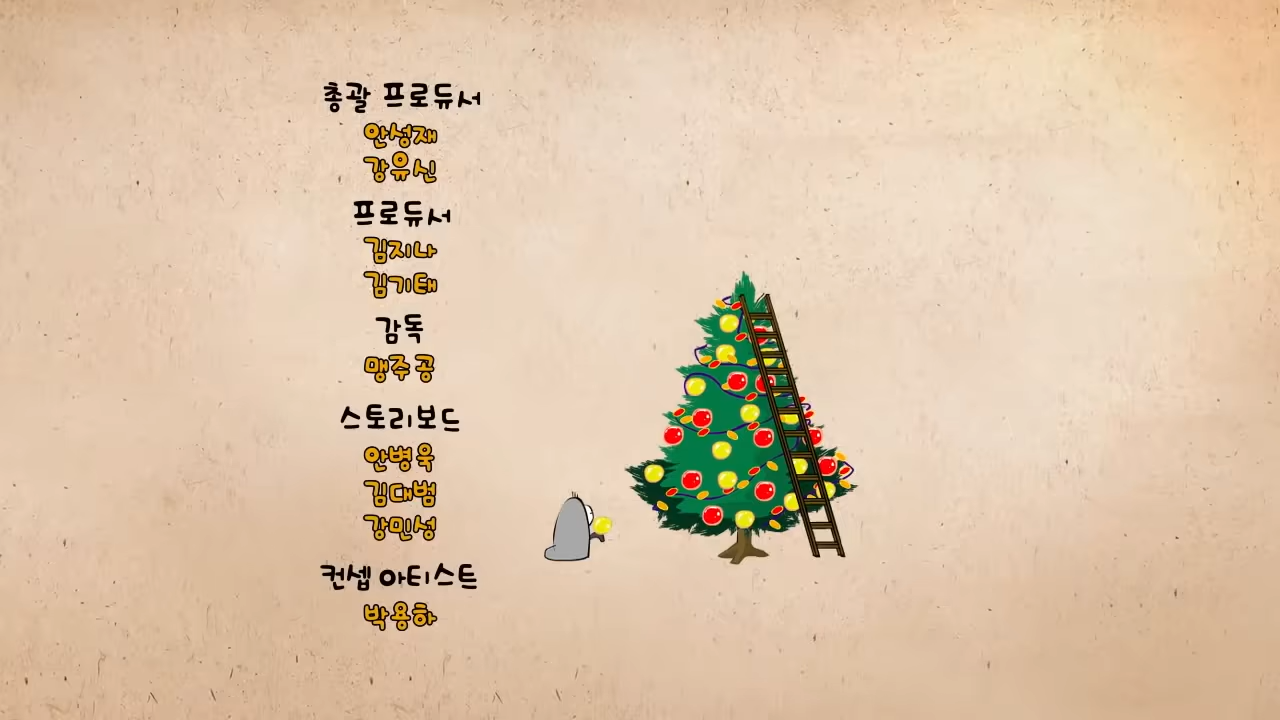 총괄 프로듀서
안성재
강유신
프로듀서
김지나
김기태
감독
맹주공
스토리보드
안병욱
김대범
강민성
컨셉 아티스트
박용하